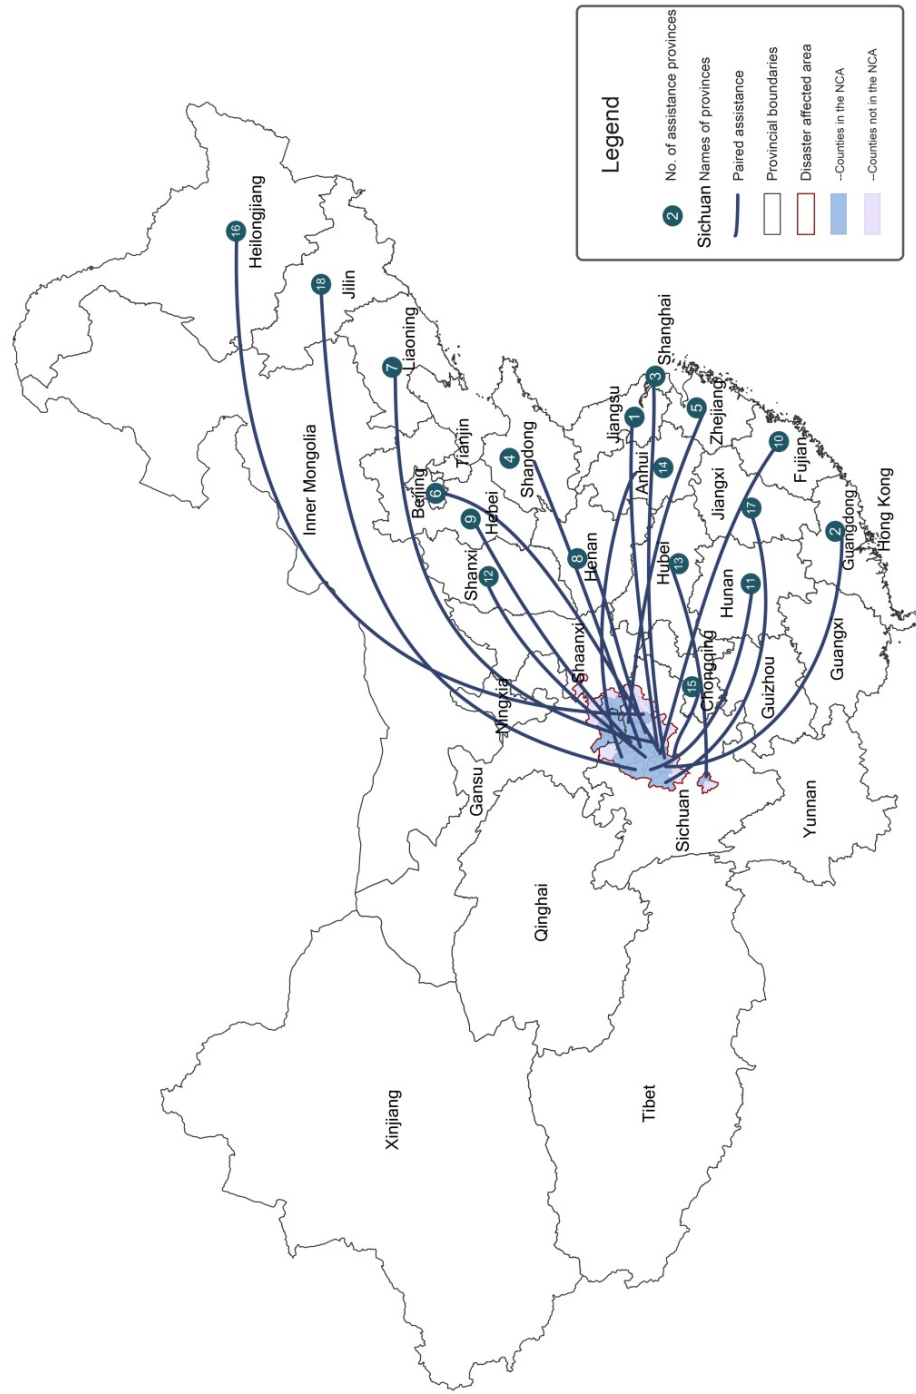 Legend
2 No. of assistance provinces
Sichuan Names of provinces
Paired assistance
Provincial boundaries
Disaster affected area
--Counties in the NCA
--Counties not in the NCA
16
Heilongjiang
18
Jilin
7
Liaoning
Inner Mongolia
Beijing
6
Tianjin
9
Hebei
4
Shandong
12
Shanxi
8
Henan
Shaanxi
Ningxia
Gansu
Qinghai
Xinjiang
Tibet
Sichuan
Jiangsu
1
3
Shanghai
Anhui
14
5
Zhejiang
Hubei
13
15
Chongqing
Jiangxi
17
10
Fujian
Hunan
11
Guizhou
Yunnan
Guangxi
2
Guangdong
Hong Kong